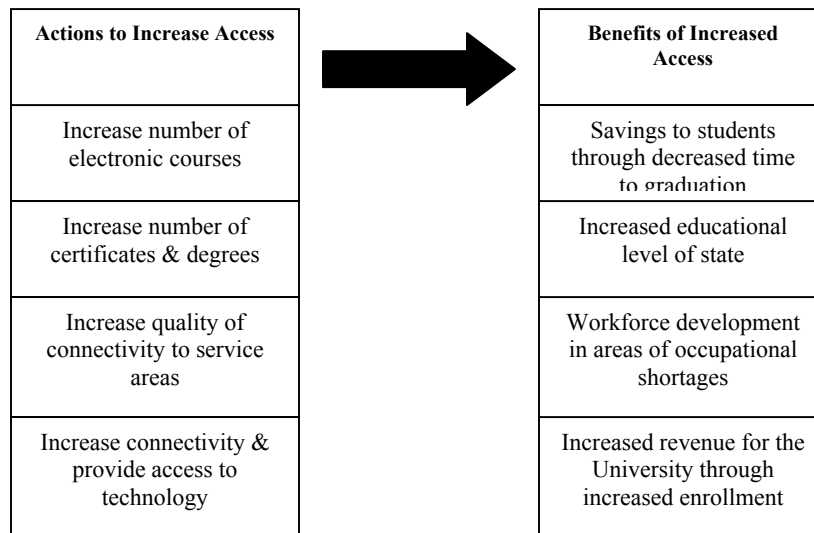 Actions to Increase Access
Increase number of
electronic courses
Increase number of
certificates & degrees
Increase quality of
connectivity to service
areas
Increase connectivity &
provide access to
technology
Benefits of Increased
Access
Savings to students
through decreased time
to graduation
Increased educational
level of state
Workforce development
in areas of occupational
shortages
Increased revenue for the
University through
increased enrollment